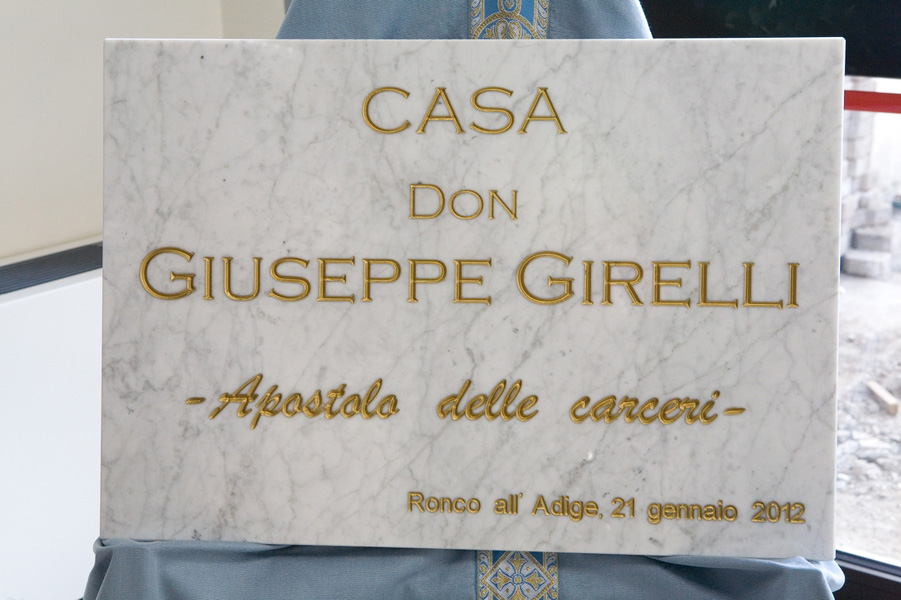 CASA
DON
GIUSEPPE GIRELLI
-Apostolo delle carceri-
Ronco all' Adige, 21 gennaio 2012